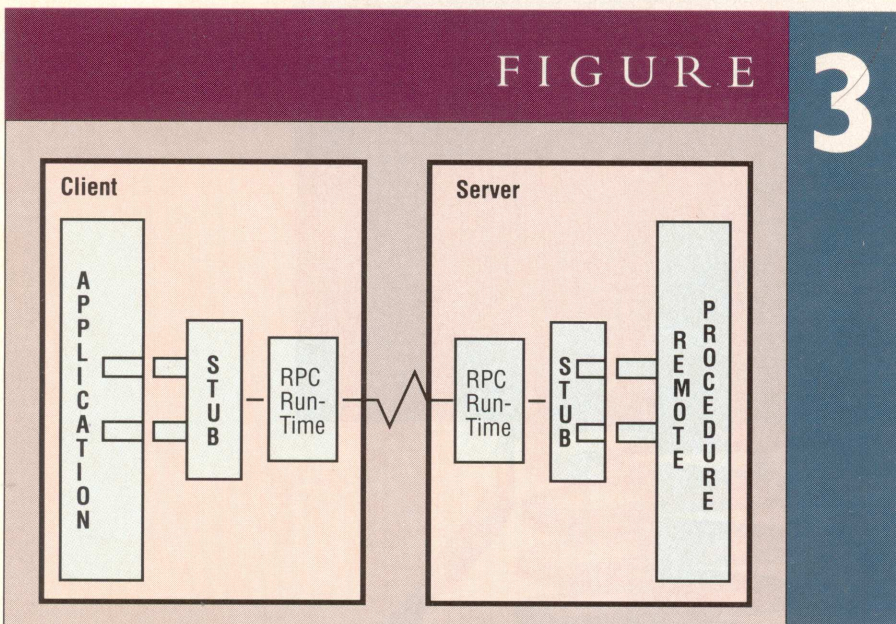 FIGURE 3
Client
APPLICATION
STUB
RPC
Run-
Time
Server
RPC
Run-
Time
STUB
REMOTE
PROCEDURE